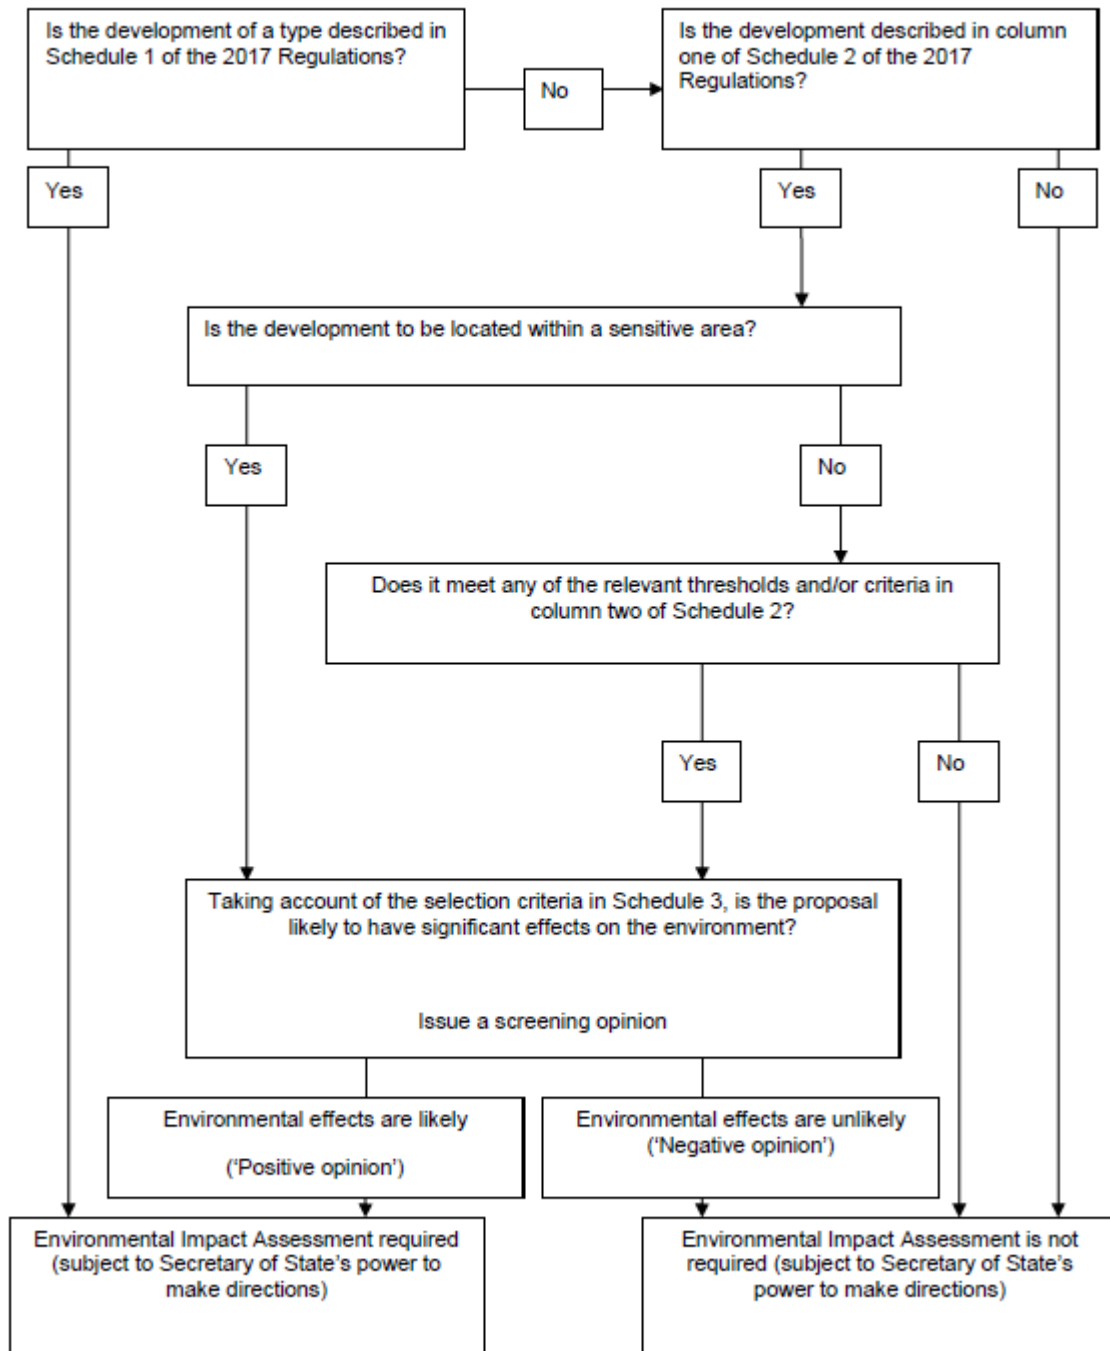 Is the development of a type described in
Schedule 1 of the 2017 Regulations?
No
Is the development described in column
one of Schedule 2 of the 2017
Regulations?
Yes
Yes
No
Is the development to be located within a sensitive area?
Yes
No
Does it meet any of the relevant thresholds and/or criteria in
column two of Schedule 2?
Yes
No
Taking account of the selection criteria in Schedule 3, is the proposal
likely to have significant effects on the environment?
Issue a screening opinion
Environmental effects are likely
(‘Positive opinion’)
Environmental effects are unlikely
(‘Negative opinion’)
Environmental Impact Assessment required
(subject to Secretary of State’s power to
make directions)
Environmental Impact Assessment is not
required (subject to Secretary of State’s
power to make directions)